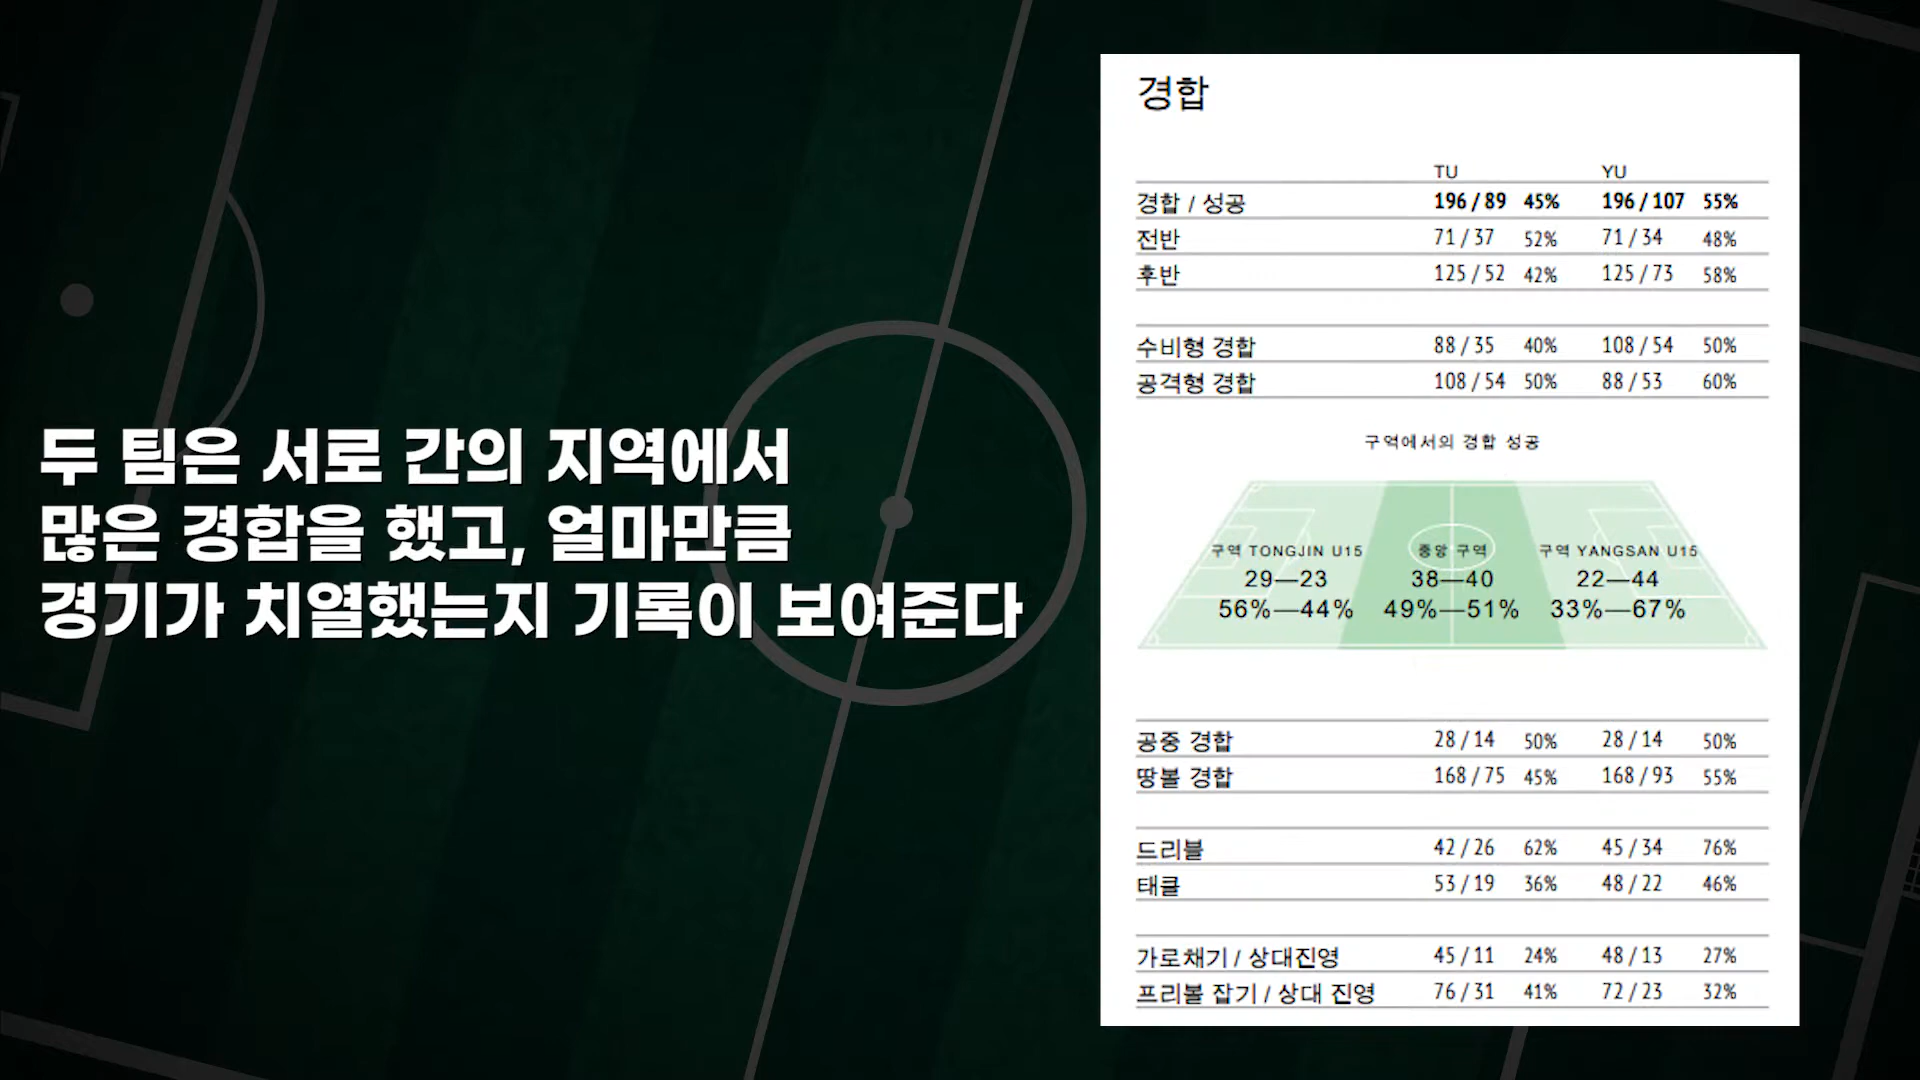 두 팀은 서로 간의 지역에서
많은 경합을 했고, 얼마만큼
경기가 치열했는지 기록이 보여준다
경합
TU YU
경합 / 성공 196 / 89 45% 196 / 107 55%
전반 71 / 37 52% 71 / 34 48%
후반 125 / 52 42% 125 / 73 58%
수비형 경합 88 / 35 40% 108 / 54 50%
공격형 경합 108 / 54 50% 88 / 53 60%
구역에서의 경합 성공
구역 TONGJIN U15 중앙 구역 구역 YANGSAN U15
29—23 38—40 22—44
56%—44% 49%—51% 33%—67%
공중 경합 28 / 14 50% 28 / 14 50%
땅볼 경합 168 / 75 45% 168 / 93 55%
드리블 42 / 26 62% 45 / 34 76%
태클 53 / 19 36% 48 / 22 46%
가로채기 / 상대진영 45 / 11 24% 48 / 13 27%
프리볼 잡기 / 상대 진영 76 / 31 41% 72 / 23 32%